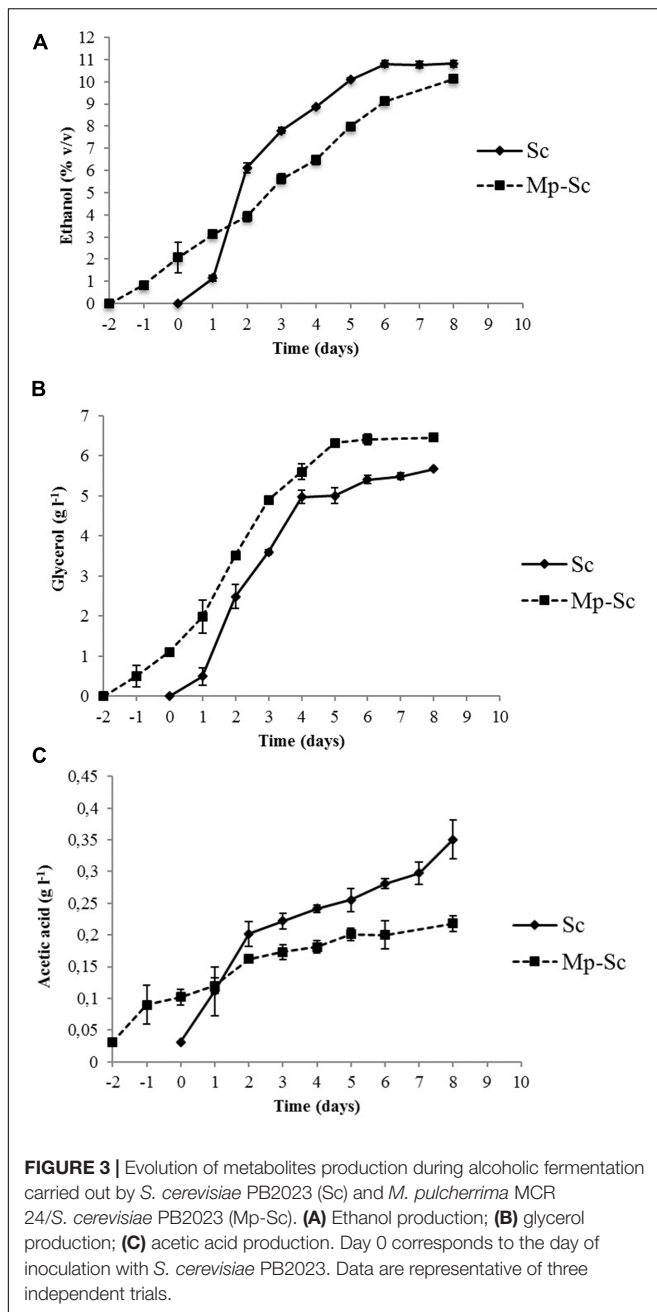 A
Ethanol (% v/v)
12
11
10
9
8
7
6
5
4
3
2
1
0
-2 -1 0 1 2 3 4 5 6 7 8 9 10
Time (days)
Sc
Mp-Sc
B
Glycerol (g l-1)
7
6
5
4
3
2
1
0
-2 -1 0 1 2 3 4 5 6 7 8 9 10
Time (days)
Sc
Mp-Sc
C
Acetic acid (g l-1)
0,45
0,4
0,35
0,3
0,25
0,2
0,15
0,1
0,05
0
-2 -1 0 1 2 3 4 5 6 7 8 9 10
Time (days)
Sc
Mp-Sc
FIGURE 3 | Evolution of metabolites production during alcoholic fermentation
carried out by S. cerevisiae PB2023 (Sc) and M. pulcherrima MCR
24/S. cerevisiae PB2023 (Mp-Sc). (A) Ethanol production; (B) glycerol
production; (C) acetic acid production. Day 0 corresponds to the day of
inoculation with S. cerevisiae PB2023. Data are representative of three
independent trials.